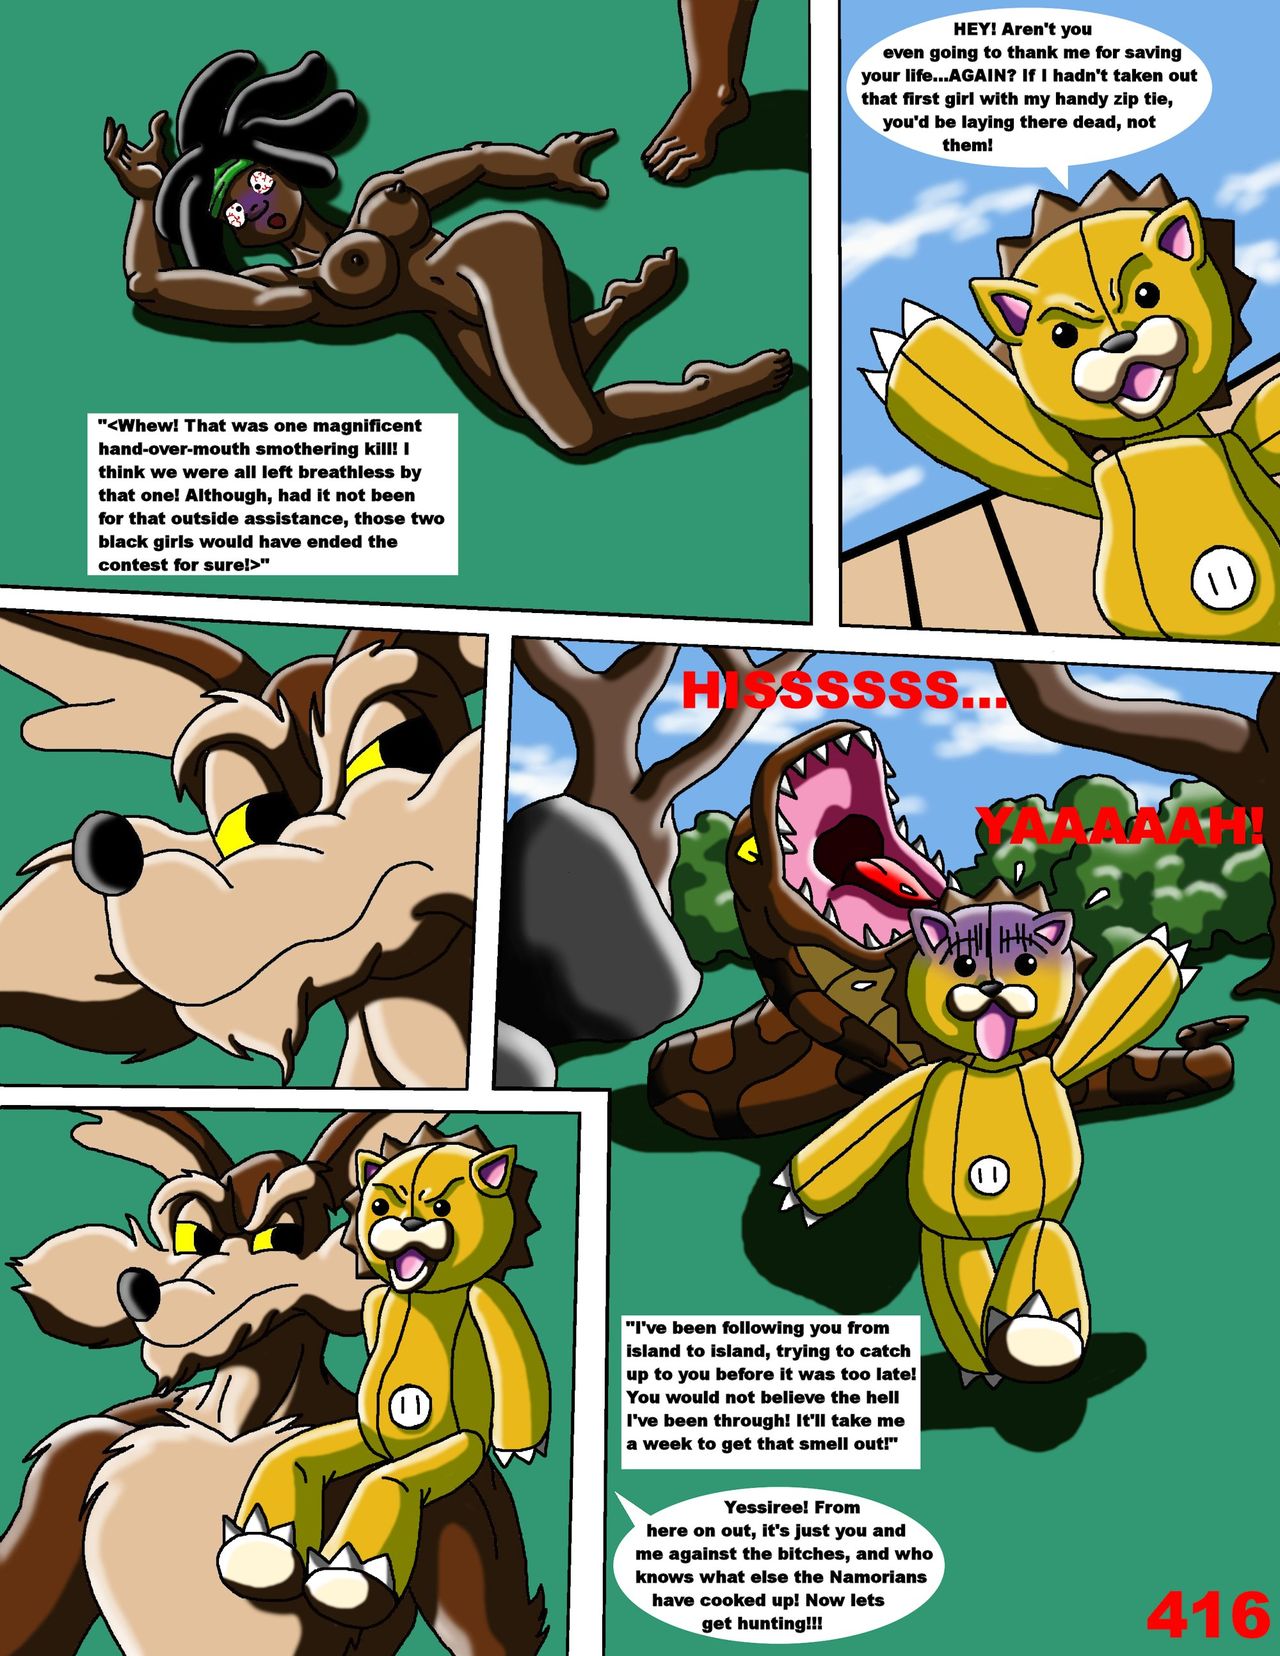 HEY! Aren't you
even going to thank me for saving
your life...AGAIN? If I hadn't taken out
that first girl with my handy zip tie,
you'd be laying there dead, not
them!
"<Whew! That was one magnificent
hand-over-mouth smothering kill! I
think we were all left breathless by
that one! Although, had it not been
for that outside assistance, those two
black girls would have ended the
contest for sure!>"
HISSSSSS...
YAAAAAAH!
"I've been following you from
island to island, trying to catch
up to you before it was too late!
You would not believe the hell
I've been through! It'll take me
a week to get that smell out!"
Yessiree! From
here on out, it's just you and
me against the bitches, and who
knows what else the Namorians
have cooked up! Now lets
get hunting!!!
416